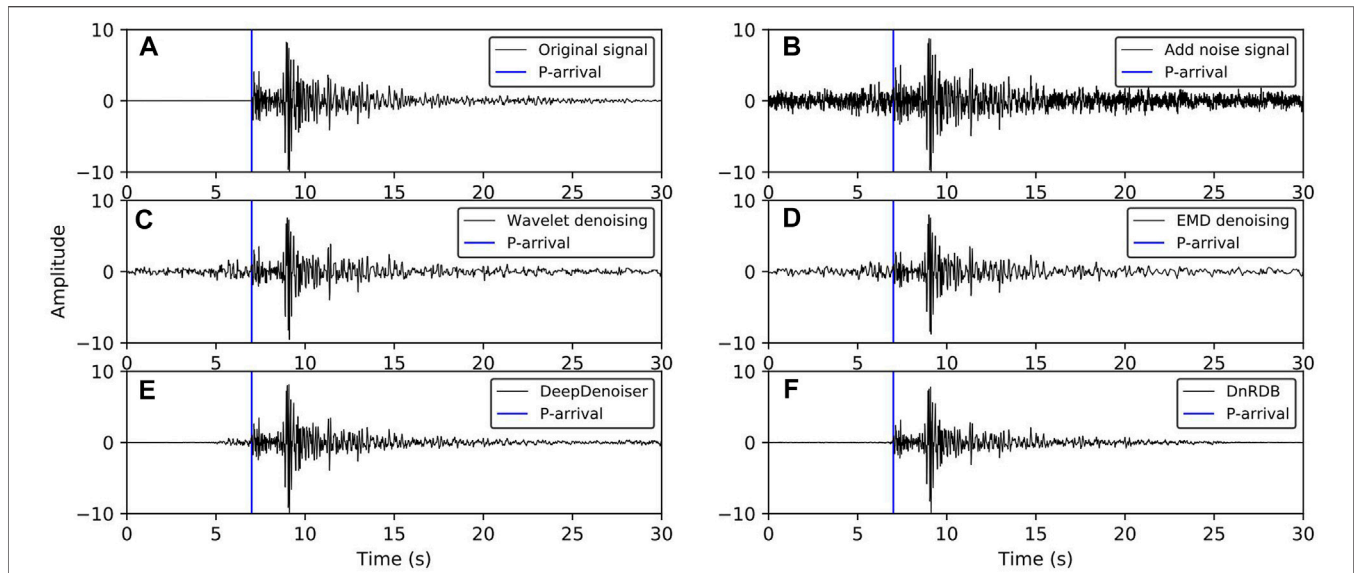 A
Original signal
P-arrival
10
0
−10
0 5 10 15 20 25 30
B
Add noise signal
P-arrival
10
0
−10
0 5 10 15 20 25 30
C
Wavelet denoising
P-arrival
10
0
−10
0 5 10 15 20 25 30
D
EMD denoising
P-arrival
10
0
−10
0 5 10 15 20 25 30
Amplitude
E
DeepDenoiser
P-arrival
10
0
−10
0 5 10 15 20 25 30
Time (s)
F
DnRDB
P-arrival
10
0
−10
0 5 10 15 20 25 30
Time (s)